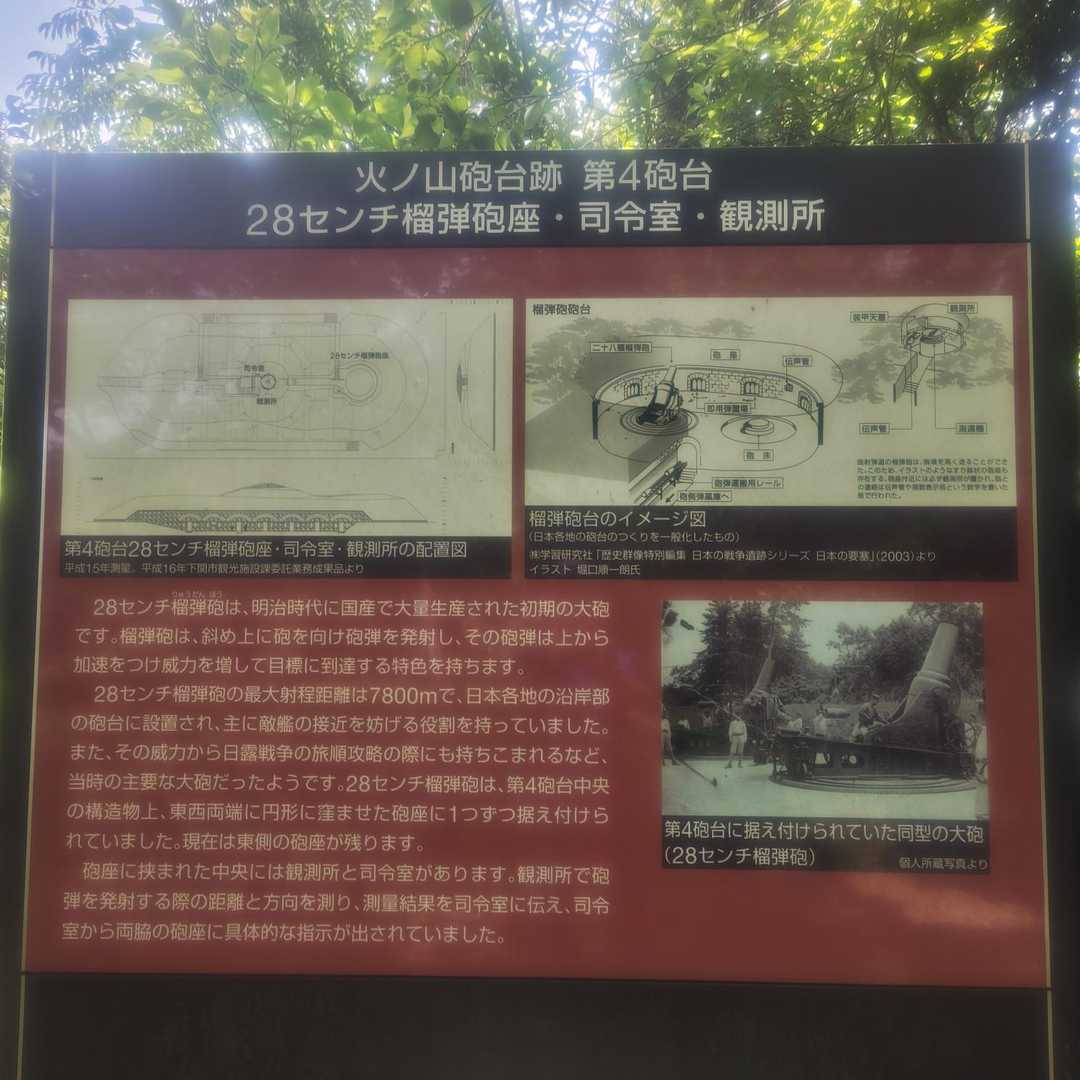 火ノ山砲台跡 第4砲台
28センチ榴弾砲座・司令室・観測所
28センチ榴弾砲座
司令室
観測所
第4砲台28センチ榴弾砲座・司令室・観測所の配置図
平成15年測量。平成16年下関市観光施設課委託業務成果品より
榴弾砲砲台
装甲天蓋
観測所
二十八糎榴弾砲
砲座
伝声管
即用弾置場
砲床
伝声管
測遠機
砲弾運搬用レール
砲側弾薬庫へ
榴弾砲台のイメージ図
(日本各地の砲台のつくりを一般化したもの)
㈱学習研究社「歴史群像特別編集 日本の戦争遺跡シリーズ 日本の要塞」(2003)より
イラスト 堀口順一朗氏
りゅうだんほう
28センチ榴弾砲は、明治時代に国産で大量生産された初期の大砲
です。榴弾砲は、斜め上に砲を向け砲弾を発射し、その砲弾は上から
加速をつけ威力を増して目標に到達する特色を持ちます。
28センチ榴弾砲の最大射程距離は7800mで、日本各地の沿岸部
の砲台に設置され、主に敵艦の接近を妨げる役割を持っていました。
また、その威力から日露戦争の旅順攻略の際にも持ちこまれるなど、
当時の主要な大砲だったようです。28センチ榴弾砲は、第4砲台中央
の構造物上、東西両端に円形に窪ませた砲座に1つずつ据え付けら
れていました。現在は東側の砲座が残ります。
砲座に挟まれた中央には観測所と司令室があります。観測所で砲
弾を発射する際の距離と方向を測り、測量結果を司令室に伝え、司令
室から両脇の砲座に具体的な指示が出されていました。
第4砲台に据え付けられていた同型の大砲
(28センチ榴弾砲)
個人所蔵写真より